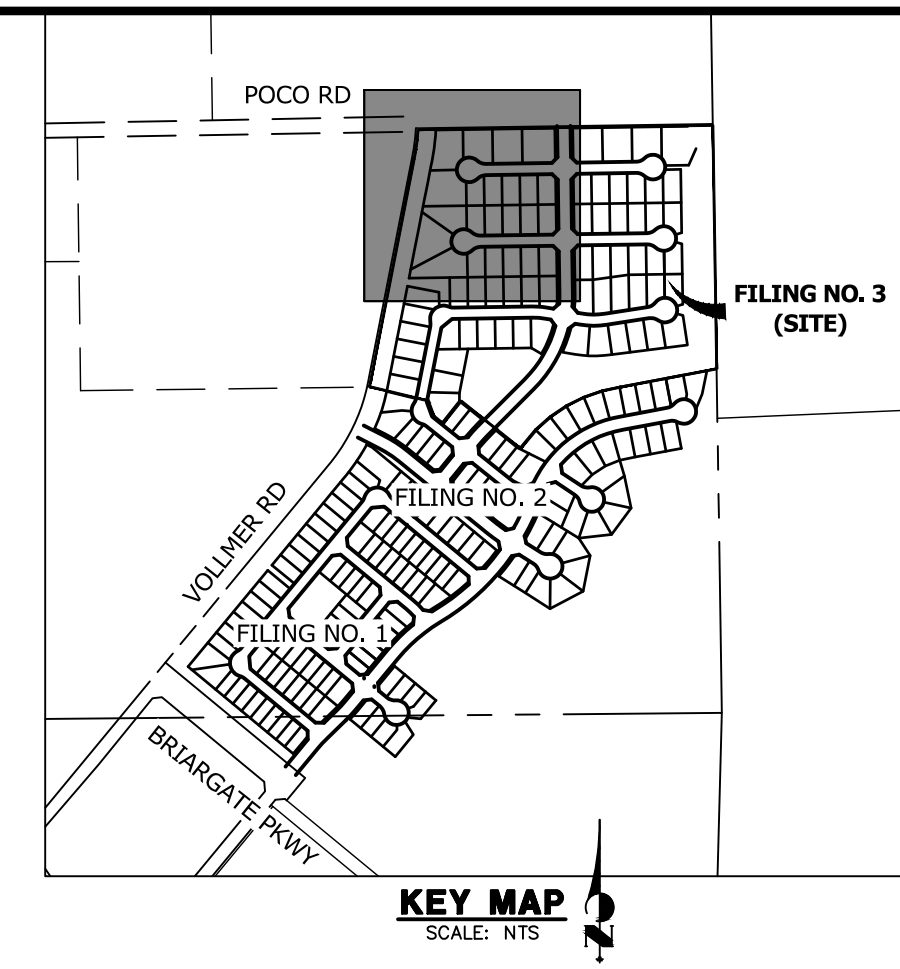 POCO RD
FILING NO. 3
(SITE)
FILING NO. 2
VOLLMER RD
FILING NO. 1
BRIARGATE PKWY
KEY MAP
SCALE: NTS
N